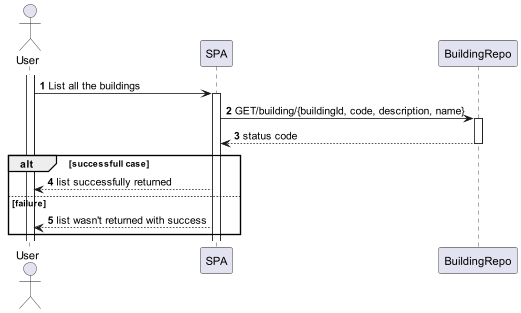 User
SPA
BuildingRepo
1 List all the buildings
2 GET/building/{buildingId, code, description, name}
3 status code
alt [successfull case]
4 list successfully returned
[failure]
5 list wasn't returned with success
User
SPA
BuildingRepo